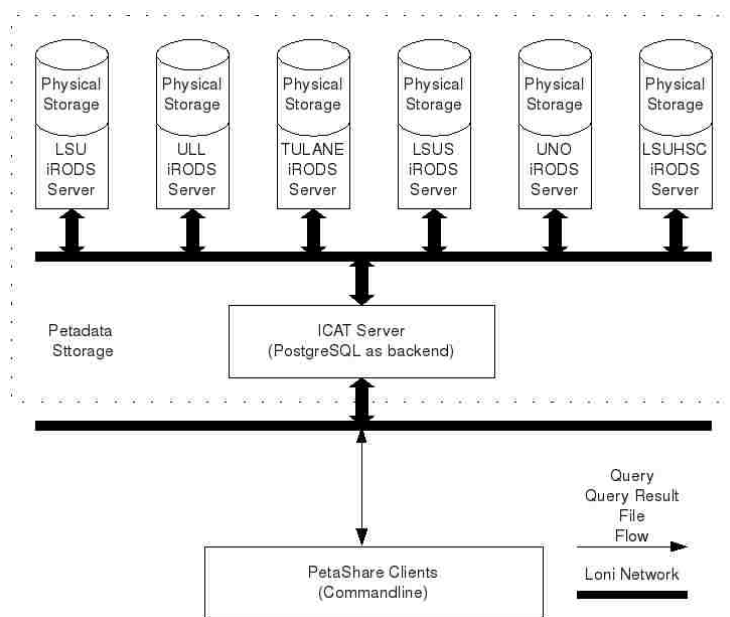 Physical
Storage
LSU
iRODS
Server
Physical
Storage
ULL
iRODS
Server
Physical
Storage
TULANE
iRODS
Server
Physical
Storage
LSUS
iRODS
Server
Physical
Storage
UNO
iRODS
Server
Physical
Storage
LSUHSC
iRODS
Server
Petadata
Sttorage
ICAT Server
(PostgreSQL as backend)
Query
Query Result
File
Flow
Loni Network
PetaShare Clients
(Commandline)